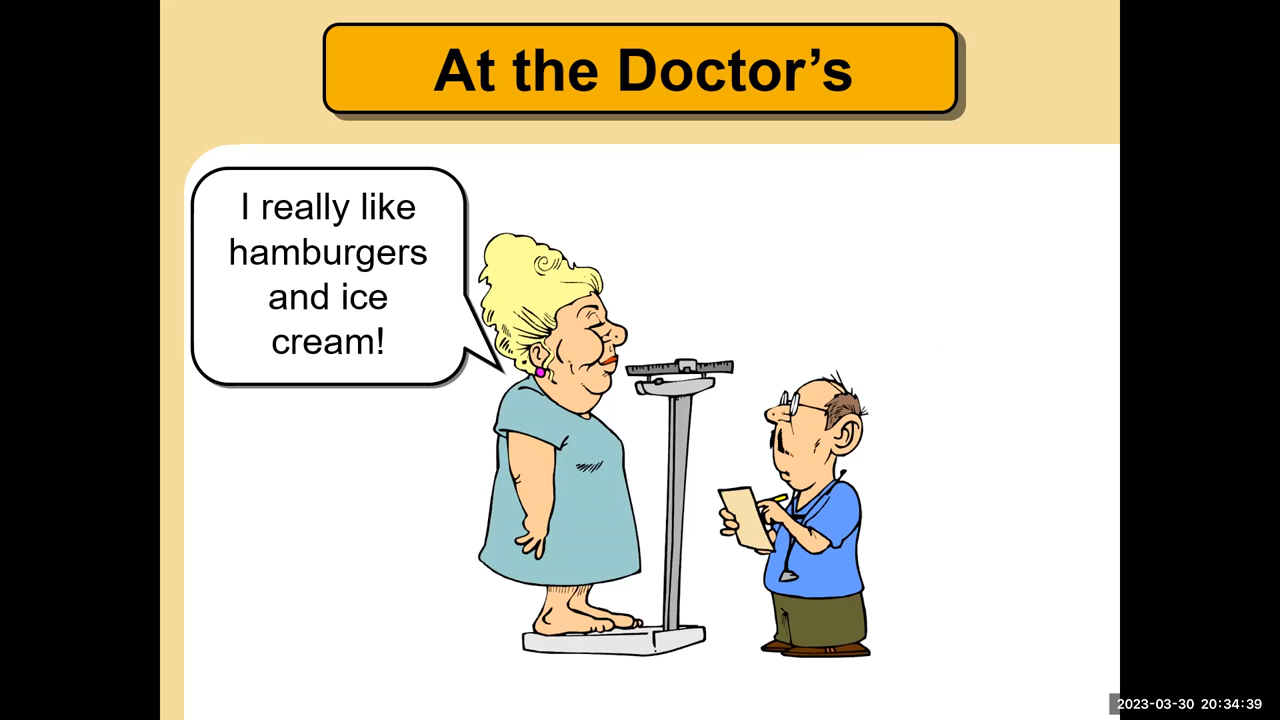 At the Doctor’s
I really like
hamburgers
and ice
cream!
2023-03-30 20:34:39